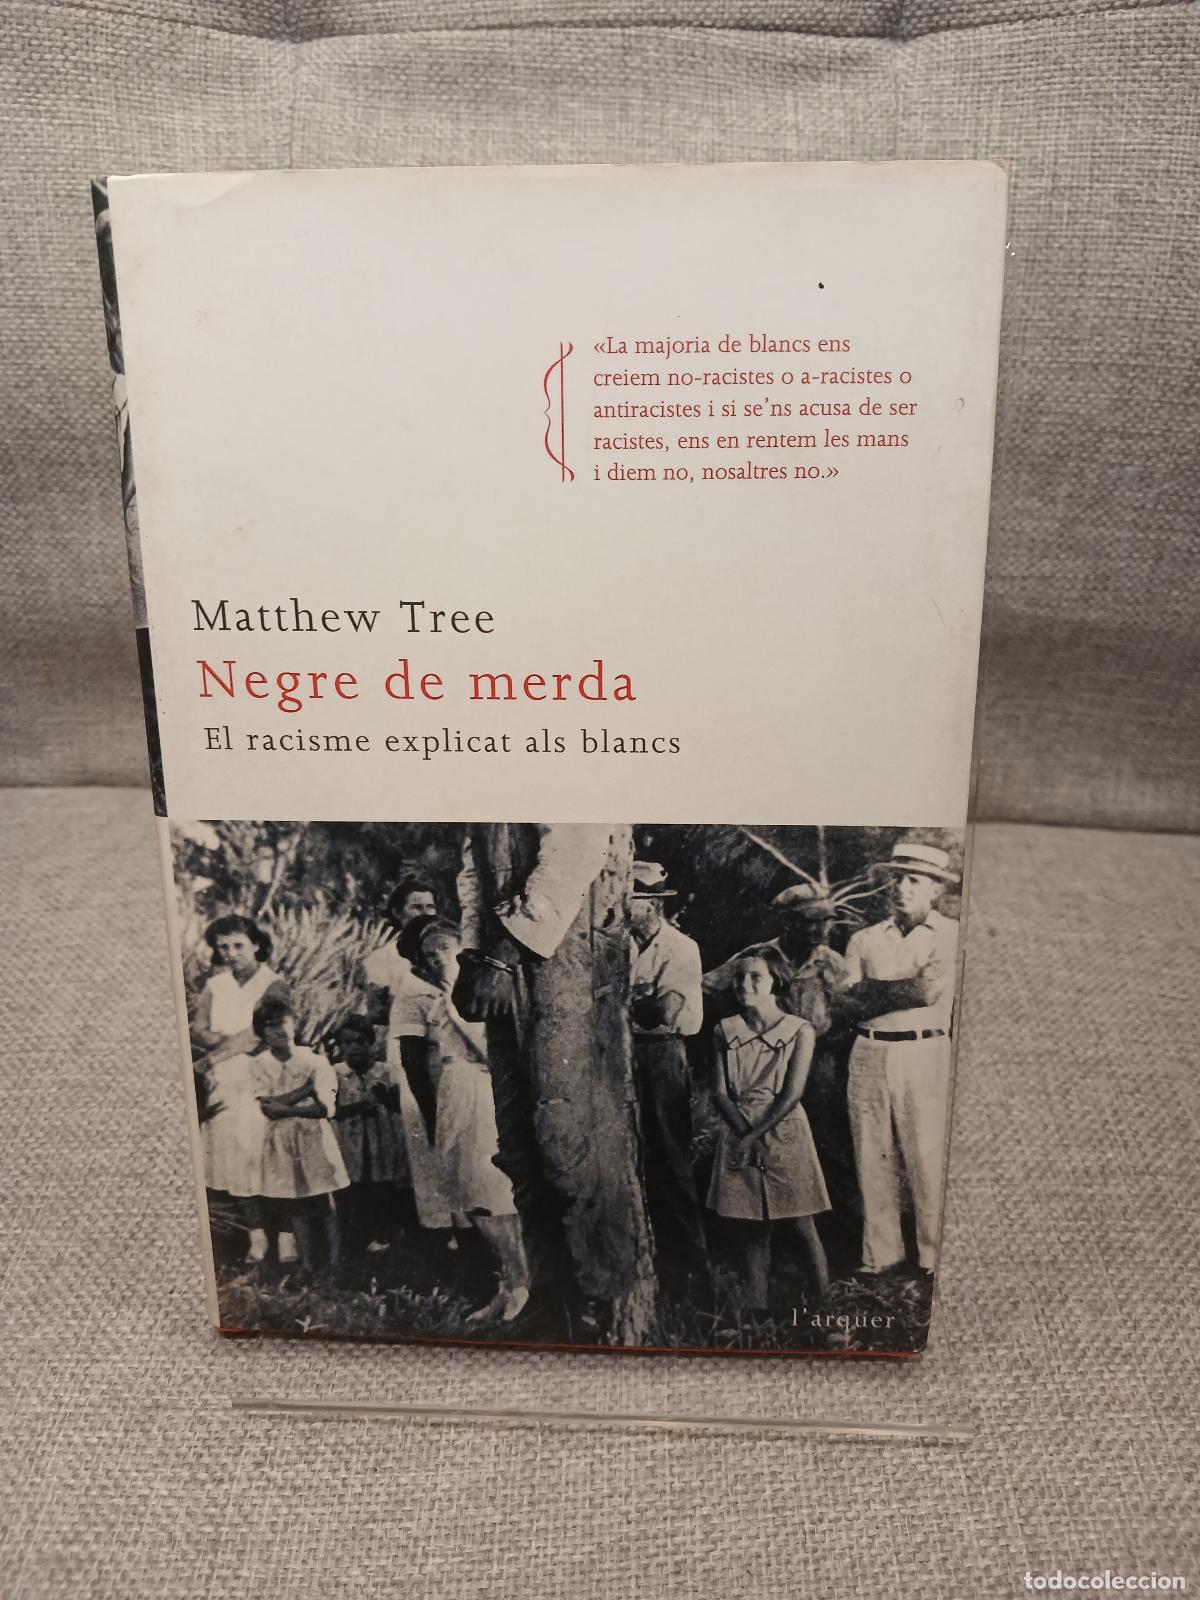 «La majoria de blancs ens
creiem no-racistes o a-racistes o
antiracistes i si se'ns acusa de ser
racistes, ens en rentem les mans
i diem no, nosaltres no.»
Matthew Tree
Negre de merda
El racisme explicat als blancs
l'arquer
todocoleccion